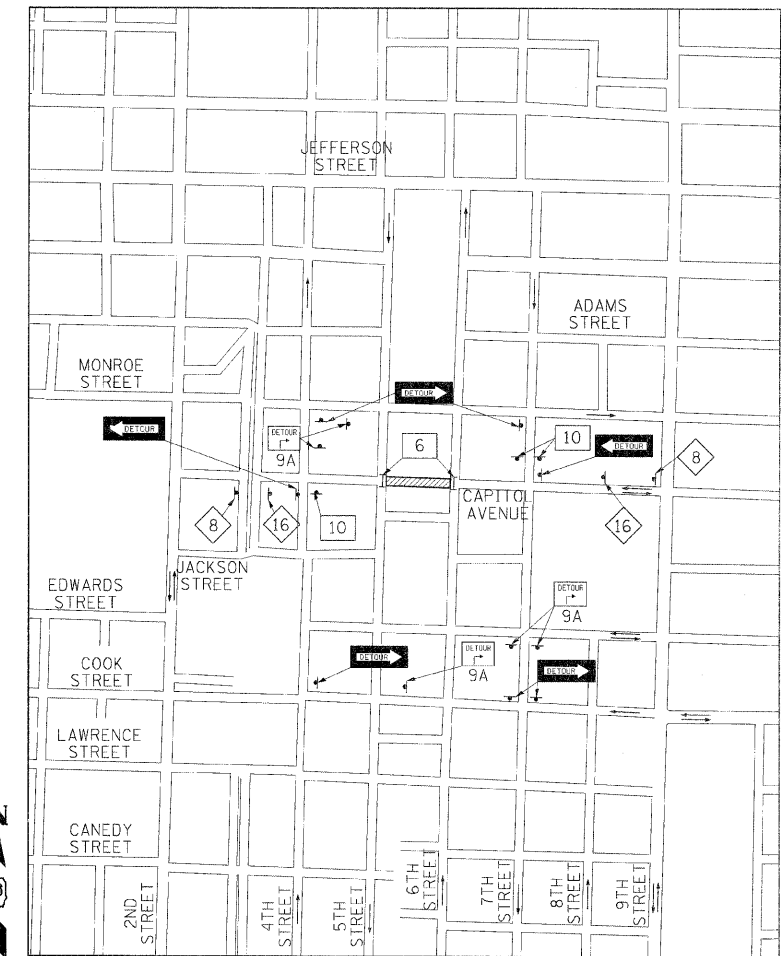 JEFFERSON
STREET
ADAMS
STREET
MONROE
STREET
DETOUR
DETOUR
DETOUR
9A
6
10
DETOUR
8
CAPITOL
AVENUE
8
16
10
16
JACKSON
STREET
EDWARDS
STREET
DETOUR
9A
COOK
STREET
DETOUR
DETOUR
9A
DETOUR
LAWRENCE
STREET
CANEDY
STREET
2ND
STREET
4TH
STREET
5TH
STREET
6TH
STREET
7TH
STREET
8TH
STREET
9TH
STREET